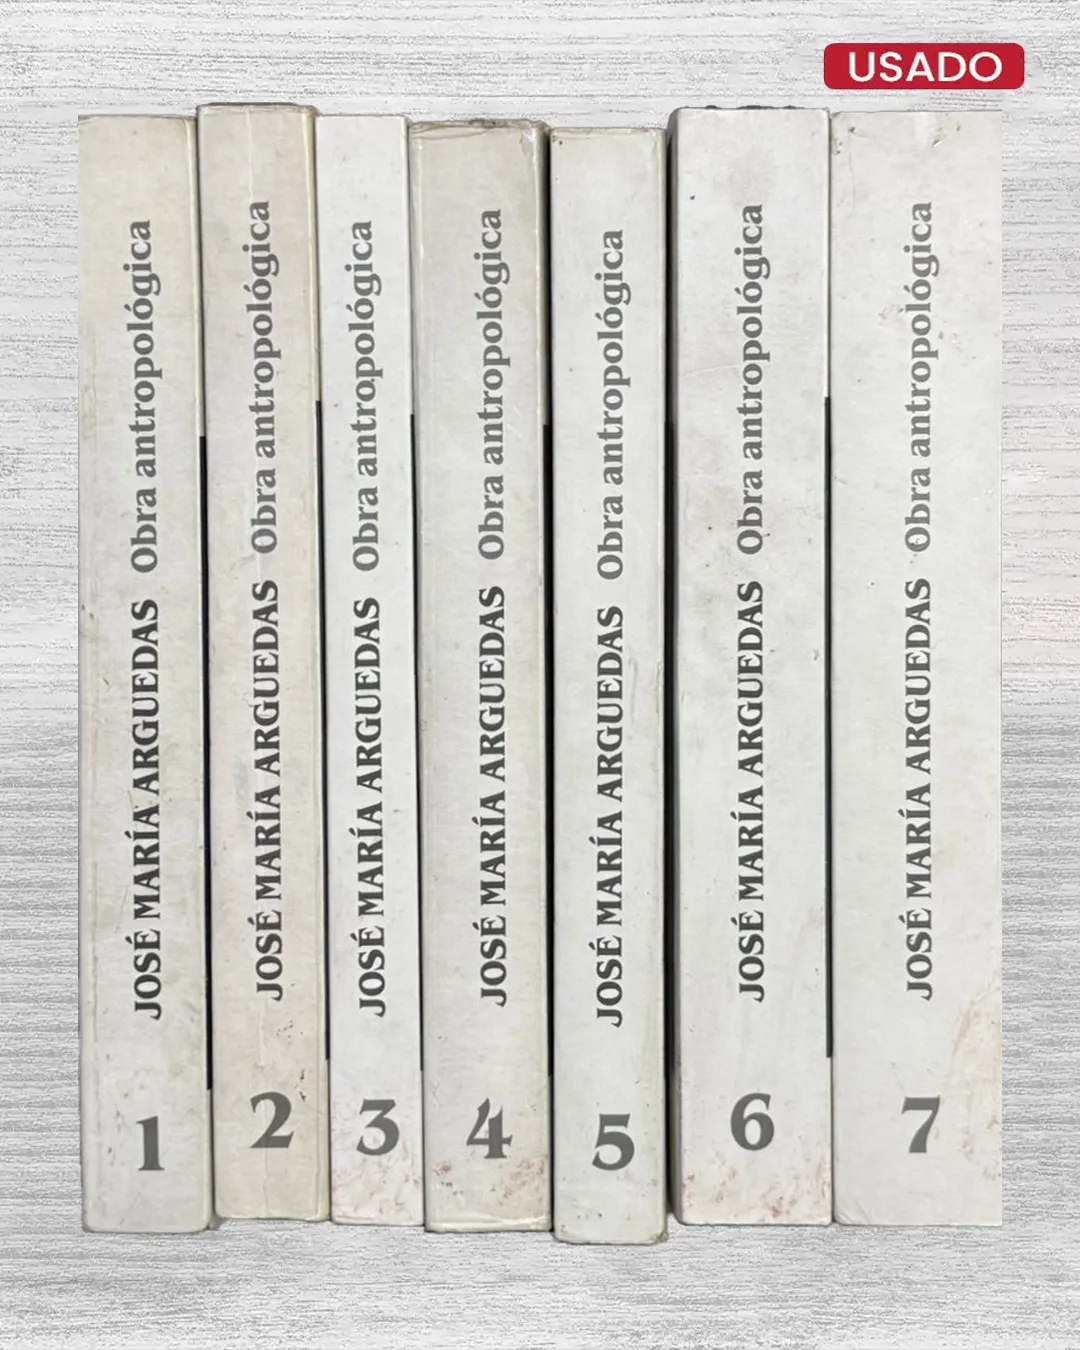 USADO
JOSÉ MARÍA ARGUEDAS Obra antropológica
1
JOSÉ MARÍA ARGUEDAS Obra antropológica
2
JOSÉ MARÍA ARGUEDAS Obra antropológica
3
JOSÉ MARÍA ARGUEDAS Obra antropológica
4
JOSÉ MARÍA ARGUEDAS Obra antropológica
5
JOSÉ MARÍA ARGUEDAS Obra antropológica
6
JOSÉ MARÍA ARGUEDAS Obra antropológica
7